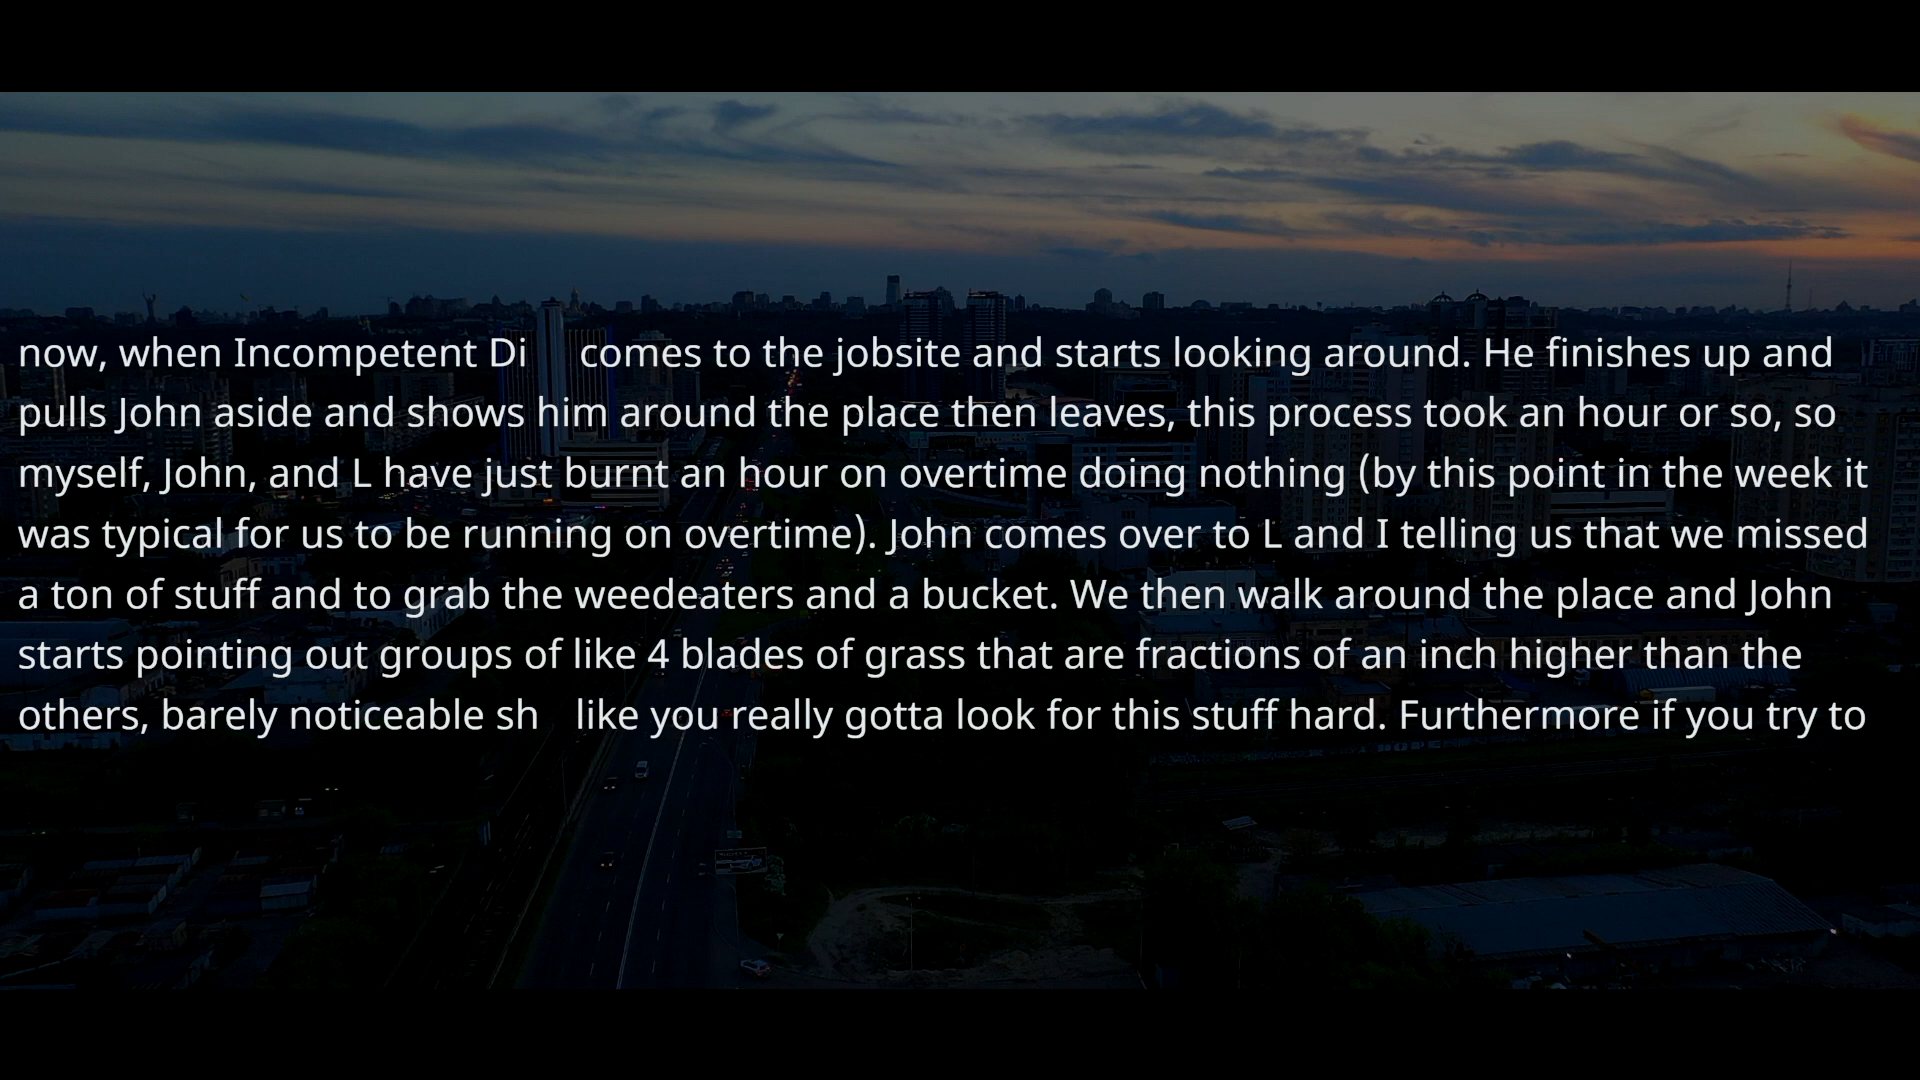 now, when Incompetent Di comes to the jobsite and starts looking around. He finishes up and
pulls John aside and shows him around the place then leaves, this process took an hour or so, so
myself, John, and L have just burnt an hour on overtime doing nothing (by this point in the week it
was typical for us to be running on overtime). John comes over to L and I telling us that we missed
a ton of stuff and to grab the weedeaters and a bucket. We then walk around the place and John
starts pointing out groups of like 4 blades of grass that are fractions of an inch higher than the
others, barely noticeable sh like you really gotta look for this stuff hard. Furthermore if you try to